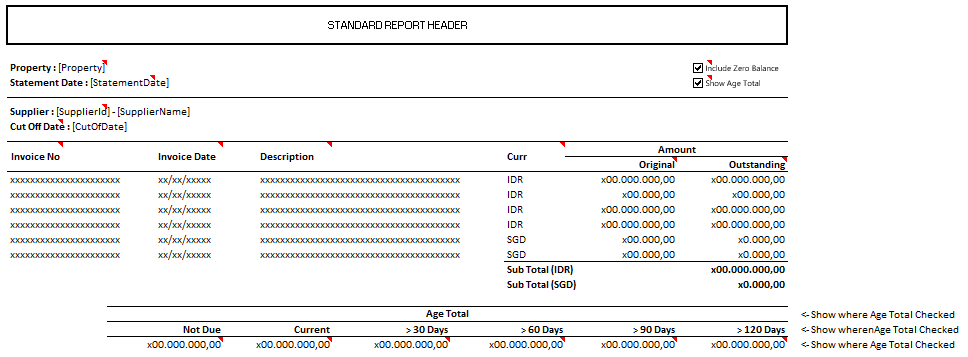 STANDARD REPORT HEADER
Property : [Property]
Include Zero Balance
Statement Date : [StatementDate]
Show Age Total
Supplier : [SupplierId] - [SupplierName]
Cut Off Date : [CutOfDate]
Amount
Invoice No Invoice Date Description Curr
Original Outstanding
xxxxxxxxxxxxxxxxxxxxxx xx/xx/xxxxx xxxxxxxxxxxxxxxxxxxxxxxxxxxxxxxxxxxxxxxx IDR x00.000.000,00 x00.000.000,00
xxxxxxxxxxxxxxxxxxxxxx xx/xx/xxxxx xxxxxxxxxxxxxxxxxxxxxxxxxxxxxxxxxxxxxxxx IDR x00.000,00 x00.000,00
xxxxxxxxxxxxxxxxxxxxxx xx/xx/xxxxx xxxxxxxxxxxxxxxxxxxxxxxxxxxxxxxxxxxxxxxx IDR x00.000.000,00 x00.000.000,00
xxxxxxxxxxxxxxxxxxxxxx xx/xx/xxxxx xxxxxxxxxxxxxxxxxxxxxxxxxxxxxxxxxxxxxxxx IDR x00.000.000,00 x00.000.000,00
xxxxxxxxxxxxxxxxxxxxxx xx/xx/xxxxx xxxxxxxxxxxxxxxxxxxxxxxxxxxxxxxxxxxxxxxx SGD x00.000,00 x0.000,00
xxxxxxxxxxxxxxxxxxxxxx xx/xx/xxxxx xxxxxxxxxxxxxxxxxxxxxxxxxxxxxxxxxxxxxxxx SGD x00.000,00 x0.000,00
Sub Total (IDR) x00.000.000,00
Sub Total (SGD) x0.000,00
Age Total <- Show where Age Total Checked
Not Due Current > 30 Days > 60 Days > 90 Days > 120 Days <- Show wherenAge Total Checked
x00.000.000,00 x00.000.000,00 x00.000.000,00 x00.000.000,00 x00.000.000,00 x00.000.000,00 <- Show where Age Total Checked